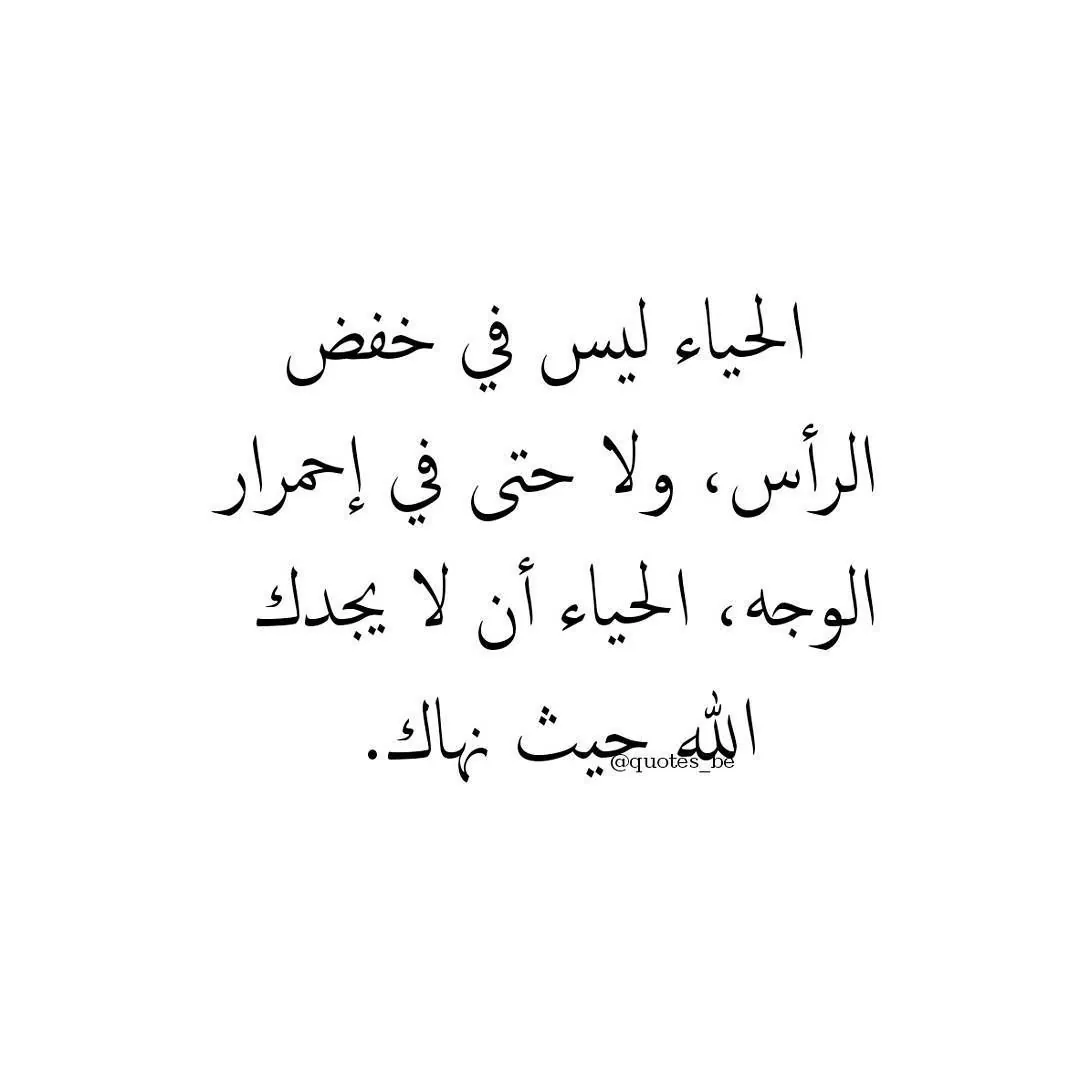 الحياء ليس في خفض
الرأس، ولا حتى في إحمرار
الوجه، الحياء أن لا يجدك
الله حيث نهاك.
@quotes_be